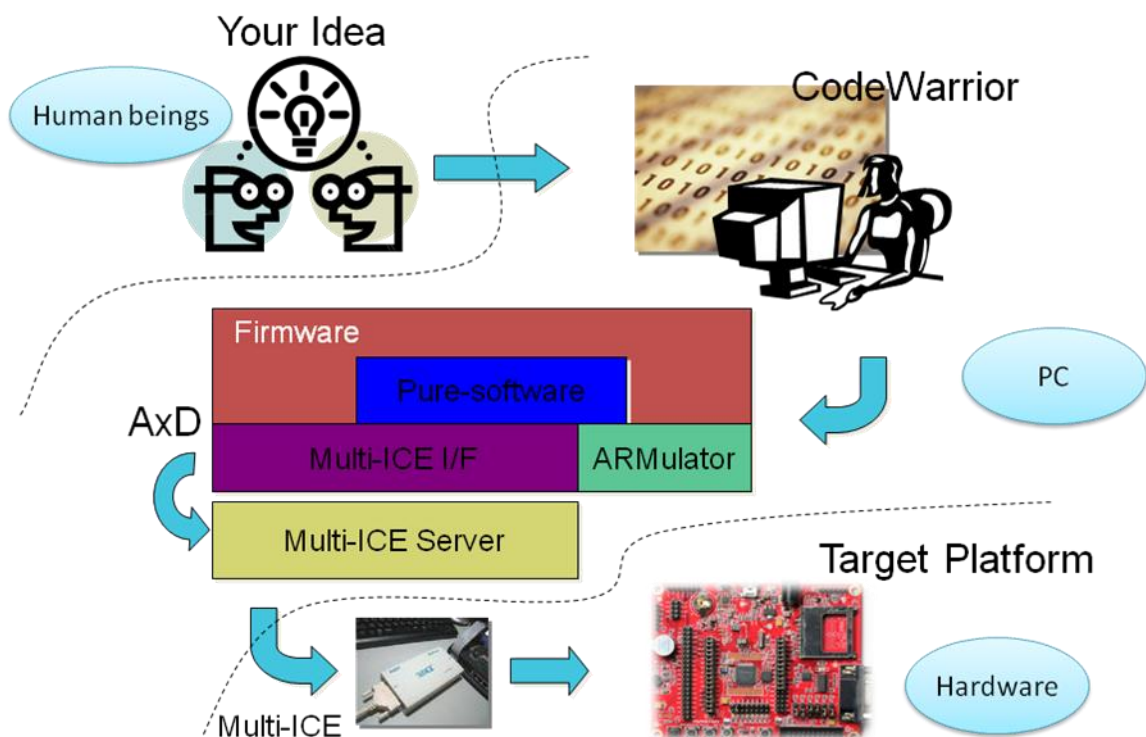 Your Idea
Human beings
CodeWarrior
Firmware
Pure-software
PC
AxD
Multi-ICE I/F
ARMulator
Multi-ICE Server
Target Platform
Multi-ICE
Hardware